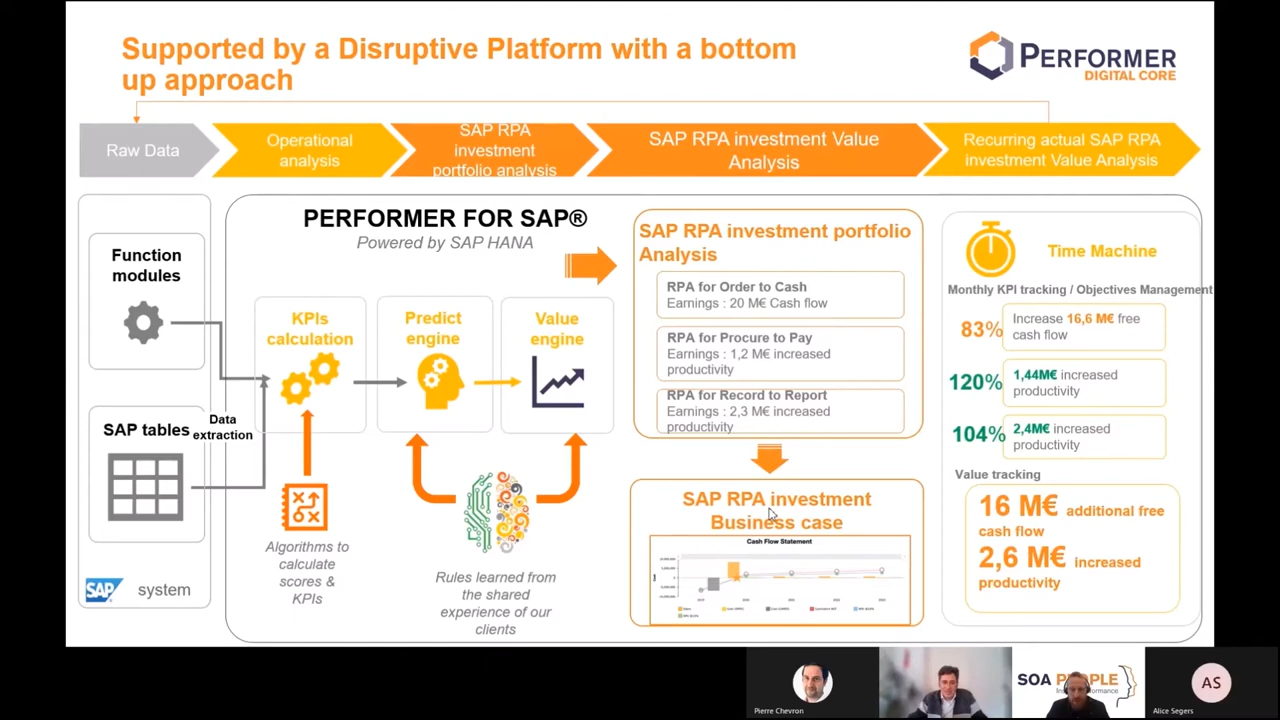 Supported by a Disruptive Platform with a bottom
up approach
PERFORMER
DIGITAL CORE
Raw Data
Operational
analysis
SAP RPA
investment
portfolio analysis
SAP RPA investment Value
Analysis
Recurring actual SAP RPA
investment Value Analysis
Function
modules
SAP tables
Data
extraction
SAP
system
PERFORMER FOR SAP®
Powered by SAP HANA
KPIs
calculation
Predict
engine
Value
engine
Algorithms to
calculate
scores &
KPIs
Rules learned from
the shared
experience of our
clients
SAP RPA investment portfolio
Analysis
RPA for Order to Cash
Earnings : 20 M€ Cash flow
RPA for Procure to Pay
Earnings : 1,2 M€ increased
productivity
RPA for Record to Report
Earnings : 2,3 M€ increased
productivity
SAP RPA investment
Business case
Cash Flow Statement
Time Machine
Monthly KPI tracking / Objectives Management
83%
Increase 16,6 M€ free
cash flow
120%
1,44M€ increased
productivity
104%
2,4M€ increased
productivity
Value tracking
16 M€ additional free
cash flow
2,6 M€ increased
productivity
Pierre Chevron
SOA PEOPLE
AS
Alice Segers